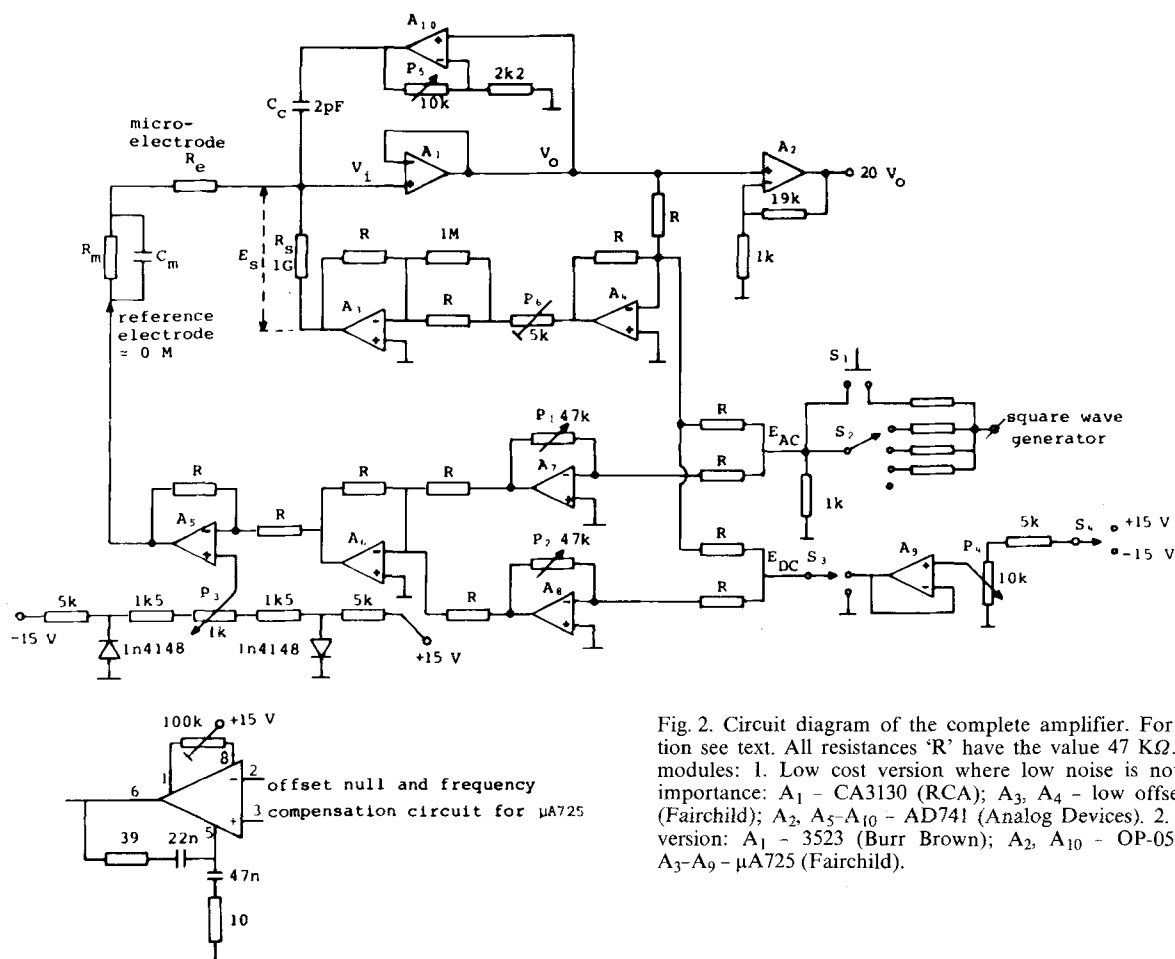 A10
P5
10k
2k2
Cc
2pF
micro-
electrode
Re
Vi
A1
Vo
A2
20 Vo
19k
1k
R
Rm
Cm
Es
Rs
1G
R
1M
R
A3
R
P6
5k
A4
reference
electrode
= 0 M
S1
R
EAC
S2
square wave
generator
R
1k
P1 47k
A7
R
R
R
A5
R
A6
P2 47k
A8
R
R
EDC
S3
R
A9
P4
10k
5k
S4
+15 V
-15 V
5k
-15 V
1k5
P3
1k
1k5
5k
+15 V
1n4148
1n4148
100k
+15 V
1
8
6
2
3
5
offset null and frequency
compensation circuit for µA725
39
22n
47n
10
Fig. 2. Circuit diagram of the complete amplifier. For
tion see text. All resistances 'R' have the value 47 KΩ.
modules: 1. Low cost version where low noise is no
importance: A1 – CA3130 (RCA); A3, A4 – low offse
(Fairchild); A2, A5–A10 – AD741 (Analog Devices). 2.
version: A1 – 3523 (Burr Brown); A2, A10 – OP-05
A3–A9 – µA725 (Fairchild).